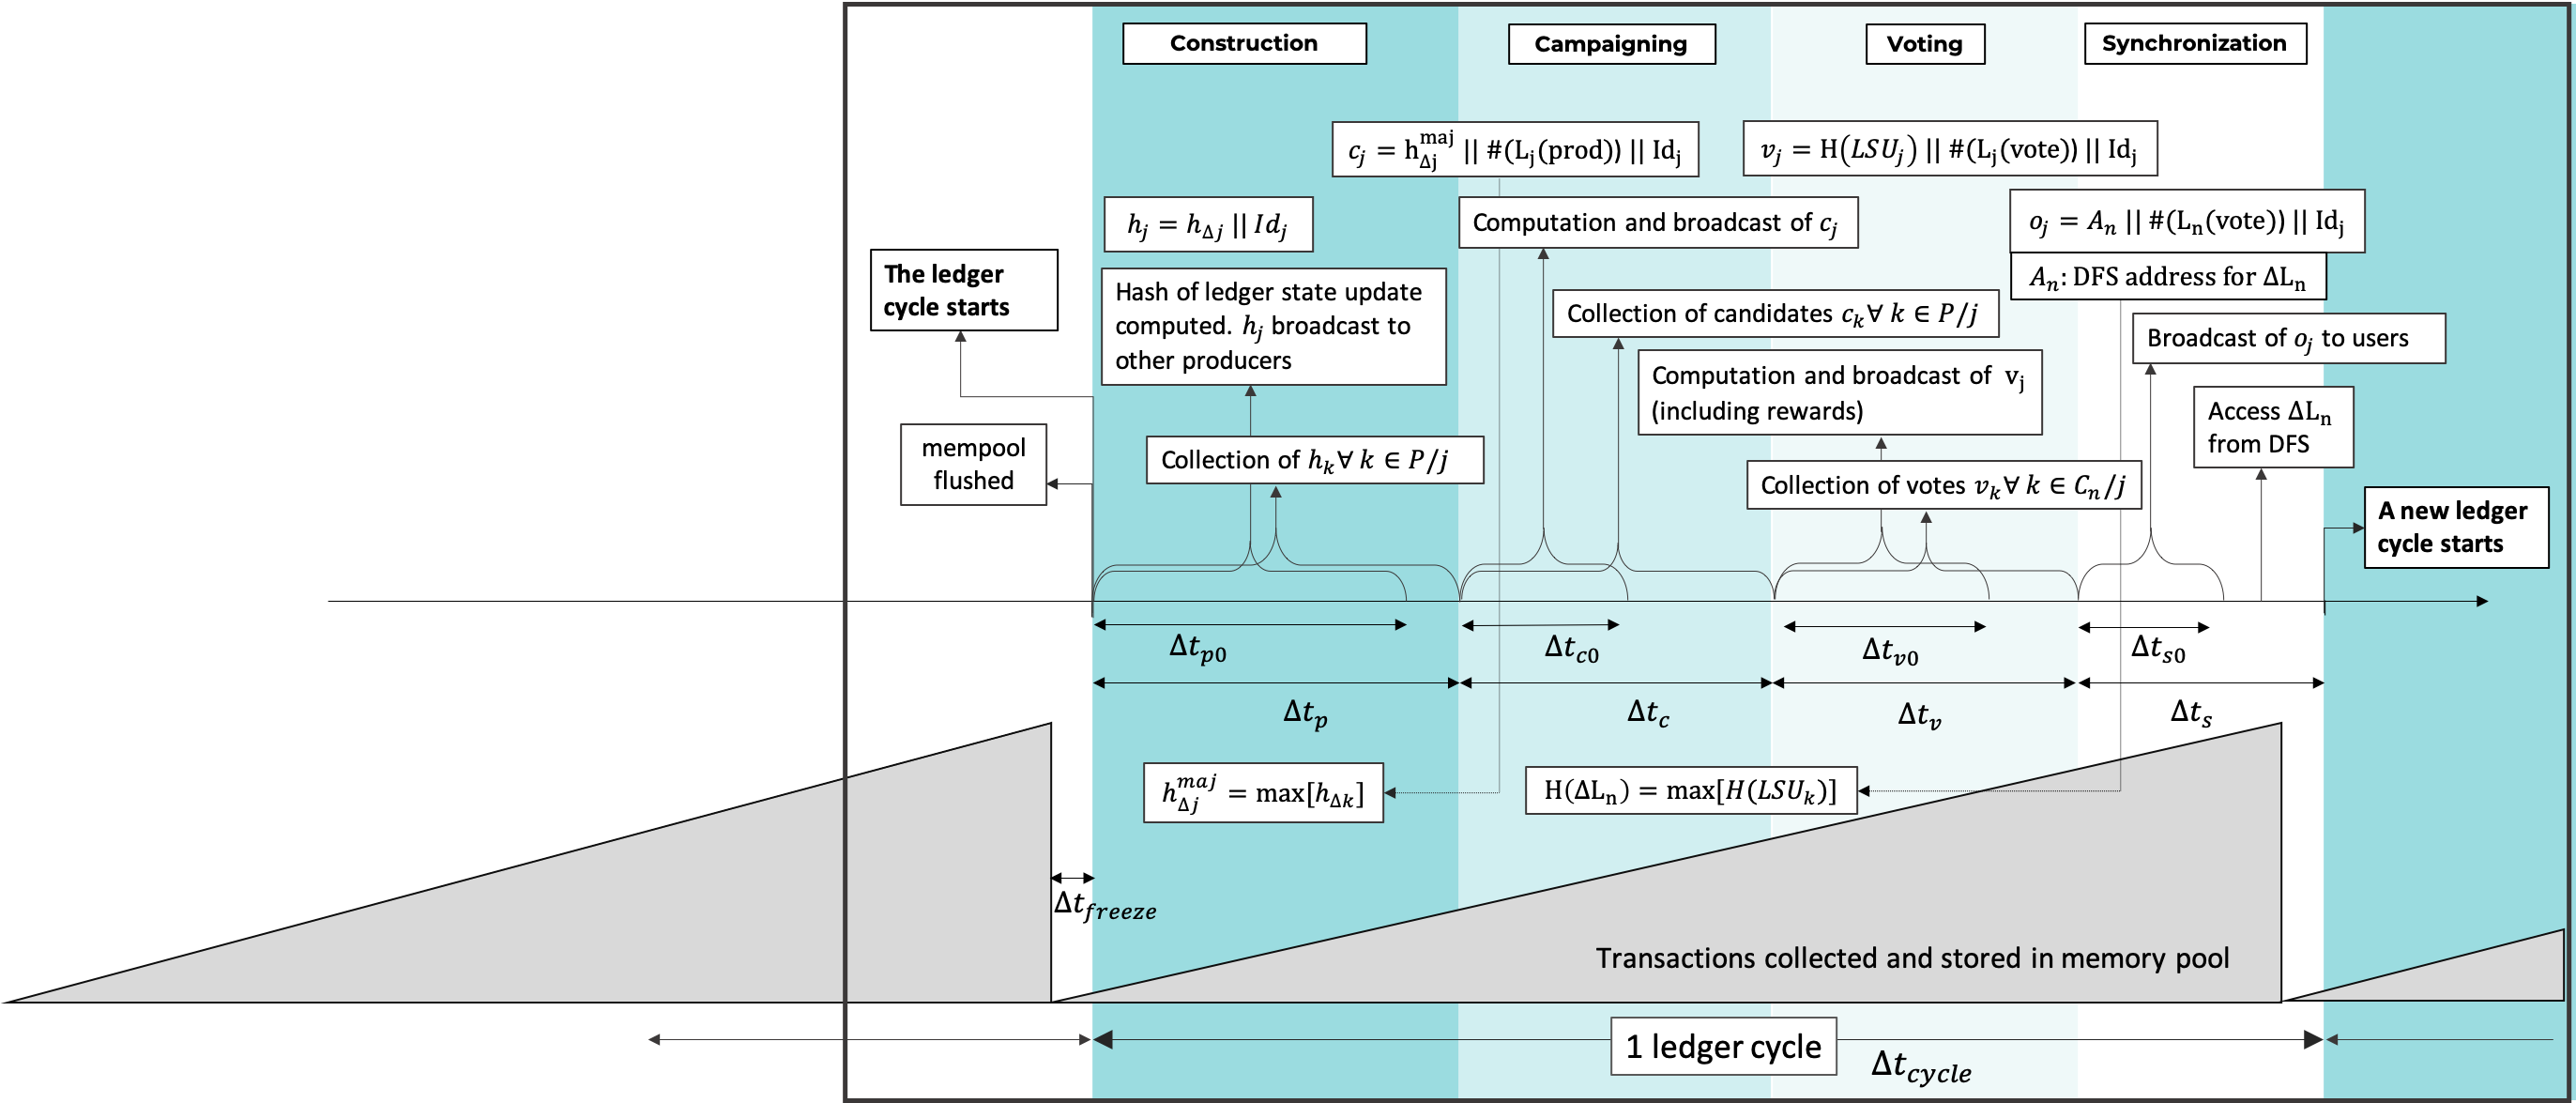 Construction
Campaigning
Voting
Synchronization
c_j = h_Δj^maj || #(L_j(prod)) || Id_j
v_j = H(LSU_j) || #(L_j(vote)) || Id_j
h_j = h_Δj || Id_j
Computation and broadcast of c_j
o_j = A_n || #(L_n(vote)) || Id_j
A_n: DFS address for ΔL_n
The ledger
cycle starts
Hash of ledger state update
computed. h_j broadcast to
other producers
Collection of candidates c_k ∀ k ∈ P/j
Broadcast of o_j to users
Computation and broadcast of v_j
(including rewards)
Access ΔL_n
from DFS
mempool
flushed
Collection of h_k ∀ k ∈ P/j
Collection of votes v_k ∀ k ∈ C_n/j
A new ledger
cycle starts
Δt_p0
Δt_c0
Δt_v0
Δt_s0
Δt_p
Δt_c
Δt_v
Δt_s
h_Δj^maj = max[h_Δk]
H(ΔL_n) = max[H(LSU_k)]
Δt_freeze
Transactions collected and stored in memory pool
1 ledger cycle
Δt_cycle